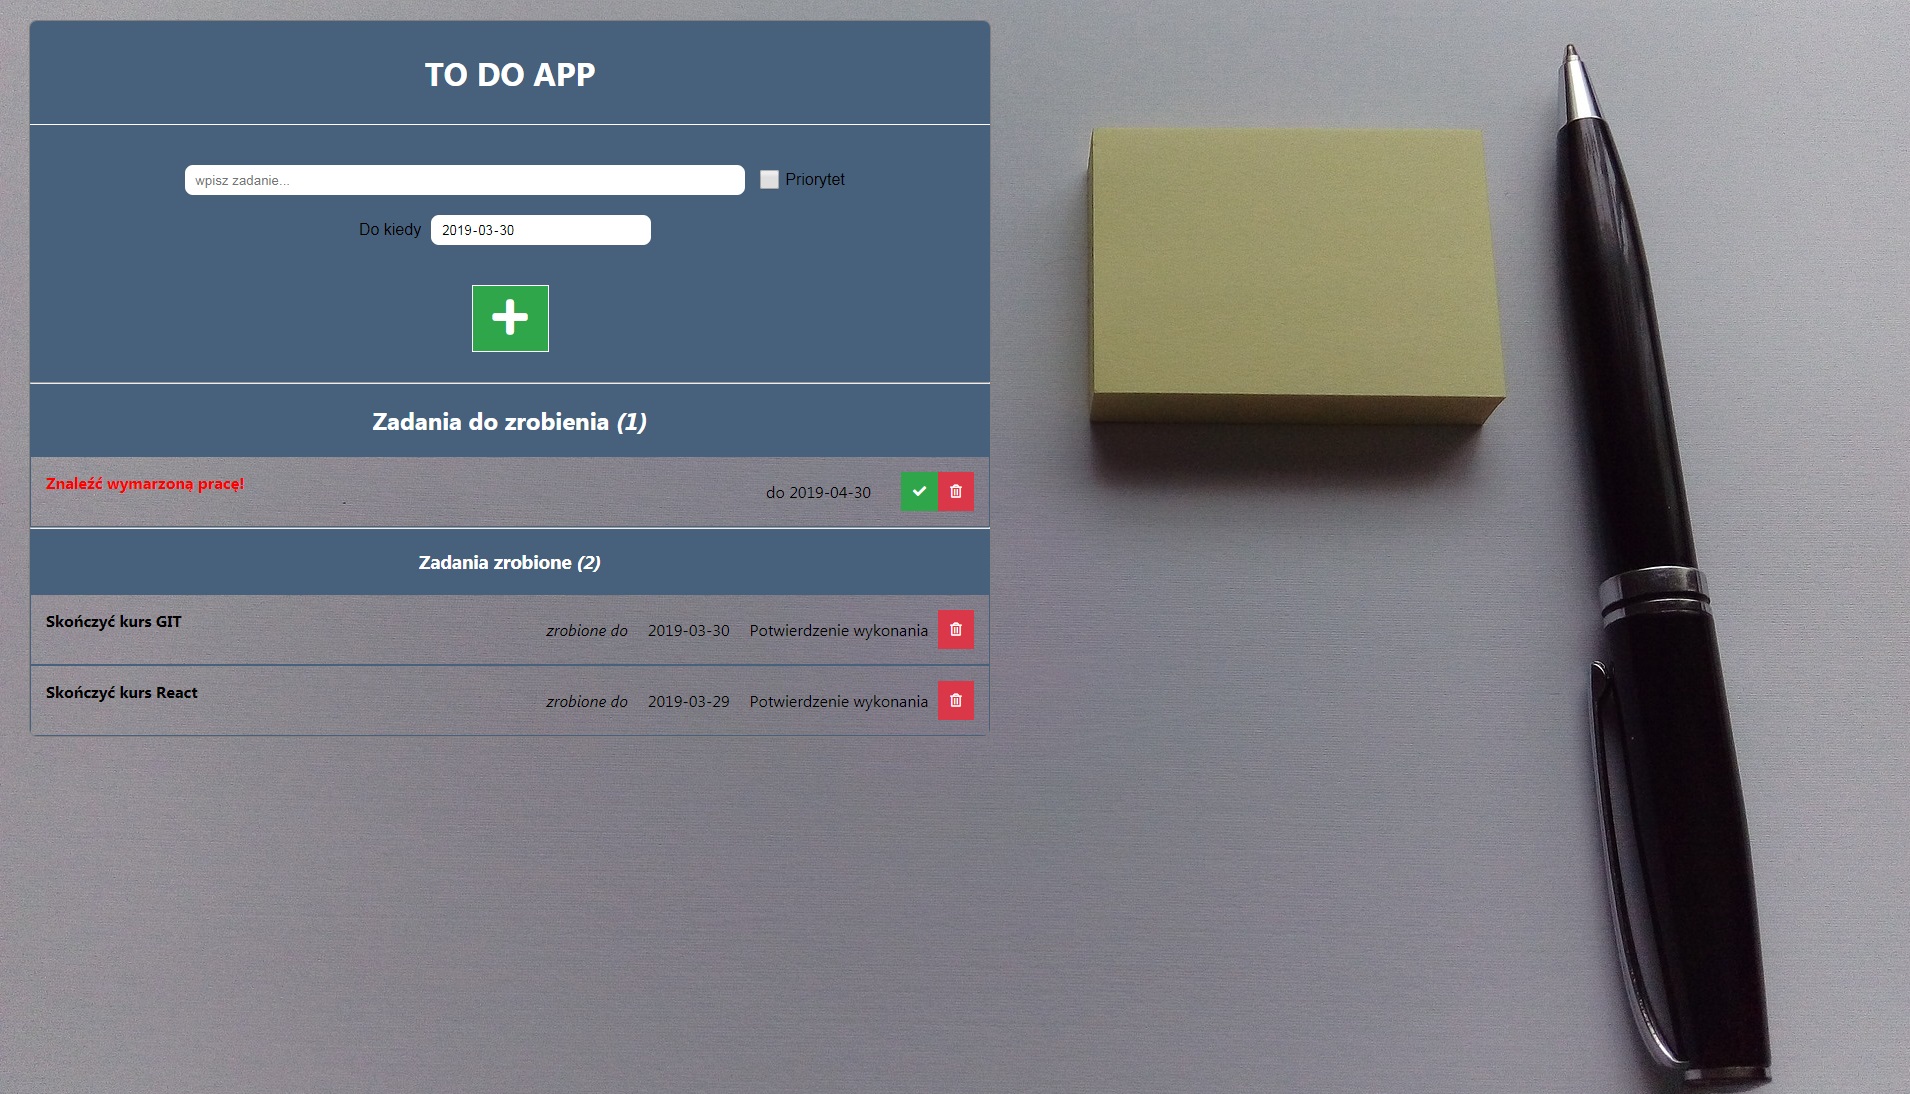 TO DO APP
wpisz zadanie... Priorytet
Do kiedy 2019-03-30
Zadania do zrobienia (1)
Znaleźć wymarzoną pracę! do 2019-04-30
Zadania zrobione (2)
Skończyć kurs GIT zrobione do 2019-03-30 Potwierdzenie wykonania
Skończyć kurs React zrobione do 2019-03-29 Potwierdzenie wykonania